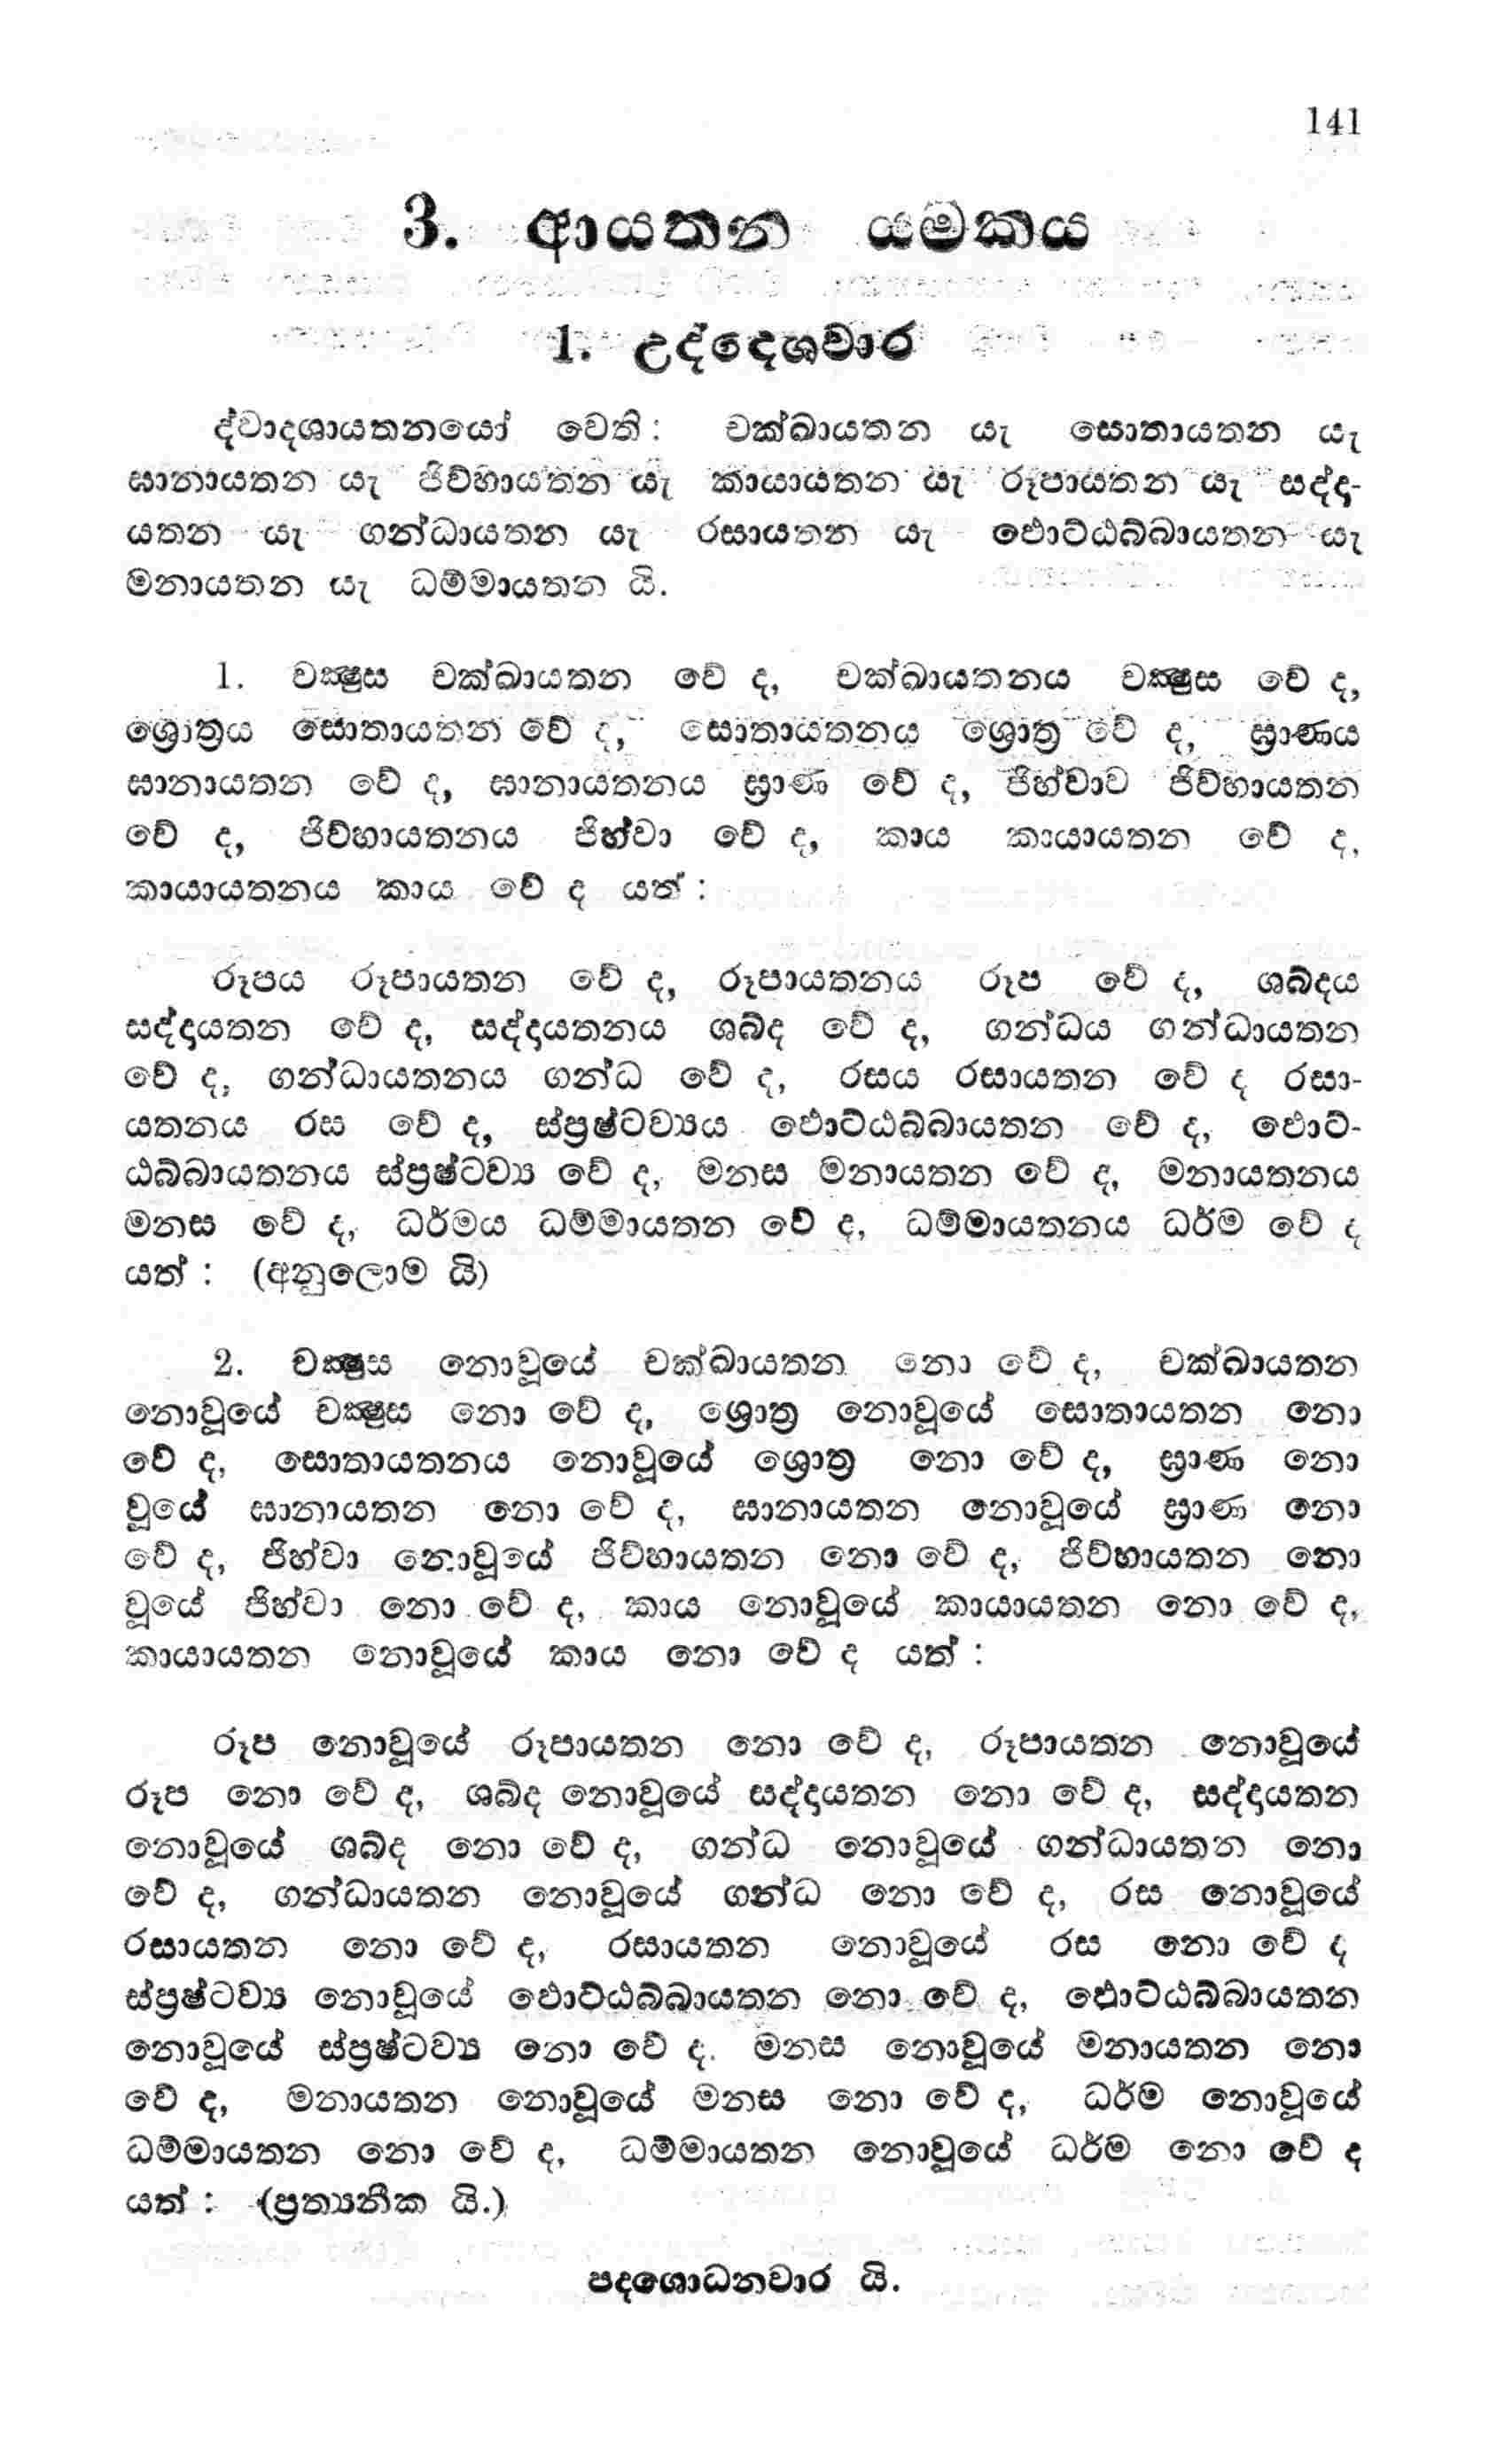 141
3. ආයතන යමකය
1. උද්දෙශවාර
ද්වාදශායතනයෝ වෙති: චක්ඛායතන යැ සොතායතන යැ
ඝානායතන යැ ජිව්හායතන යැ කායායතන යැ රූපායතන යැ සද්දා-
යතන යැ ගන්ධායතන යැ රසායතන යැ ඵොට්ඨබ්බායතන යැ
මනායතන යැ ධම්මායතන යි.
1. චක්‍ෂුස චක්ඛායතන වේ ද, චක්ඛායතනය චක්‍ෂුස වේ ද,
ශ්‍රොත්‍රය සොතායතන වේ ද, සොතායතනය ශ්‍රොත්‍ර වේ ද, ඝ්‍රාණය
ඝානායතන වේ ද, ඝානායතනය ඝ්‍රාණ වේ ද, ජිහ්වාව ජිව්හායතන
වේ ද, ජිව්හායතනය ජිහ්වා වේ ද, කාය කායායතන වේ ද,
කායායතනය කාය වේ ද යත්:
රූපය රූපායතන වේ ද, රූපායතනය රූප වේ ද, ශබ්දය
සද්දායතන වේ ද, සද්දායතනය ශබ්ද වේ ද, ගන්ධය ගන්ධායතන
වේ ද, ගන්ධායතනය ගන්ධ වේ ද, රසය රසායතන වේ ද රසා-
යතනය රස වේ ද, ස්ප්‍රෂ්ටව්‍යය ඵොට්ඨබ්බායතන වේ ද, ඵොට්-
ඨබ්බායතනය ස්ප්‍රෂ්ටව්‍ය වේ ද, මනස මනායතන වේ ද, මනායතනය
මනස වේ ද, ධර්මය ධම්මායතන වේ ද, ධම්මායතනය ධර්ම වේ ද
යත්: (අනුලොම යි)
2. චක්‍ෂුස නොවූයේ චක්ඛායතන නො වේ ද, චක්ඛායතන
නොවූයේ චක්‍ෂුස නො වේ ද, ශ්‍රොත්‍ර නොවූයේ සොතායතන නො
වේ ද, සොතායතනය නොවූයේ ශ්‍රොත්‍ර නො වේ ද, ඝ්‍රාණ නො
වූයේ ඝානායතන නො වේ ද, ඝානායතන නොවූයේ ඝ්‍රාණ නො
වේ ද, ජිහ්වා නොවූයේ ජිව්හායතන නො වේ ද, ජිව්හායතන නො
වූයේ ජිහ්වා නො වේ ද, කාය නොවූයේ කායායතන නො වේ ද,
කායායතන නොවූයේ කාය නො වේ ද යත්:
රූප නොවූයේ රූපායතන නො වේ ද, රූපායතන නොවූයේ
රූප නො වේ ද, ශබ්ද නොවූයේ සද්දායතන නො වේ ද, සද්දායතන
නොවූයේ ශබ්ද නො වේ ද, ගන්ධ නොවූයේ ගන්ධායතන නො
වේ ද, ගන්ධායතන නොවූයේ ගන්ධ නො වේ ද, රස නොවූයේ
රසායතන නො වේ ද, රසායතන නොවූයේ රස නො වේ ද
ස්ප්‍රෂ්ටව්‍ය නොවූයේ ඵොට්ඨබ්බායතන නො වේ ද, ඵොට්ඨබ්බායතන
නොවූයේ ස්ප්‍රෂ්ටව්‍ය නො වේ ද. මනස නොවූයේ මනායතන නො
වේ ද, මනායතන නොවූයේ මනස නො වේ ද, ධර්ම නොවූයේ
ධම්මායතන නො වේ ද, ධම්මායතන නොවූයේ ධර්ම නො වේ ද
යත්: (ප්‍රත්‍යනීක යි.)
පදශොධනවාර යි.